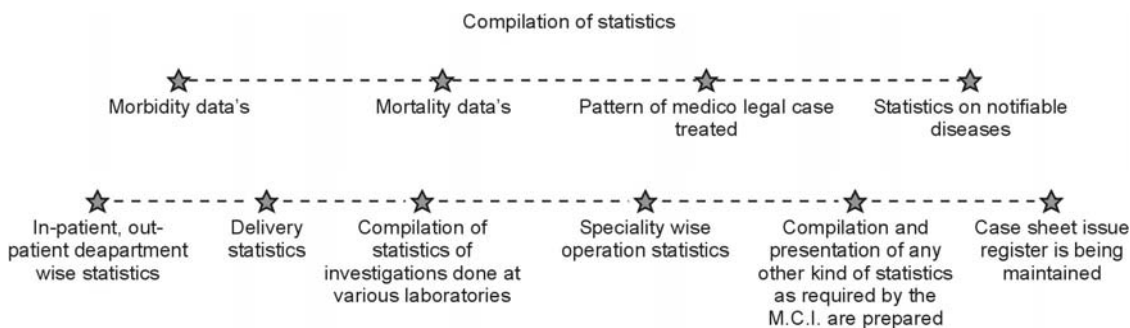 Compilation of statistics
Morbidity data's
Mortality data's
Pattern of medico legal case
treated
Statistics on notifiable
diseases
In-patient, out-
patient deapartment
wise statistics
Delivery
statistics
Compilation of
statistics of
investigations done at
various laboratories
Speciality wise
operation statistics
Compilation and
presentation of any
other kind of statistics
as required by the
M.C.I. are prepared
Case sheet issue
register is being
maintained